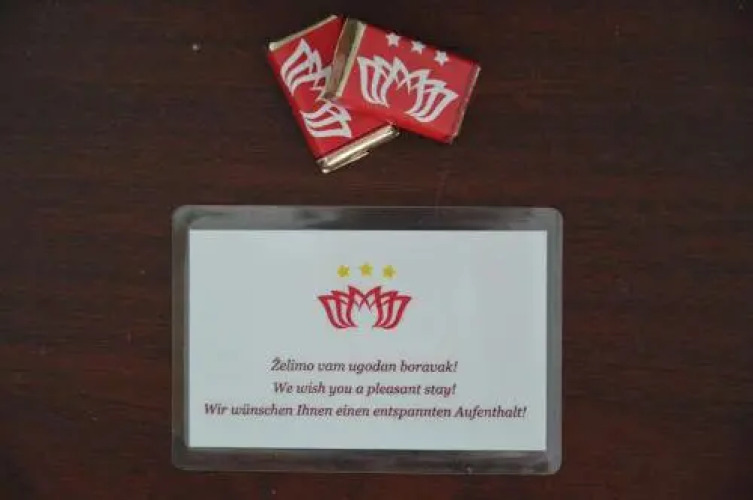 Želimo vam ugodan boravak!
We wish you a pleasant stay!
Wir wünschen Ihnen einen entspannten Aufenthalt!